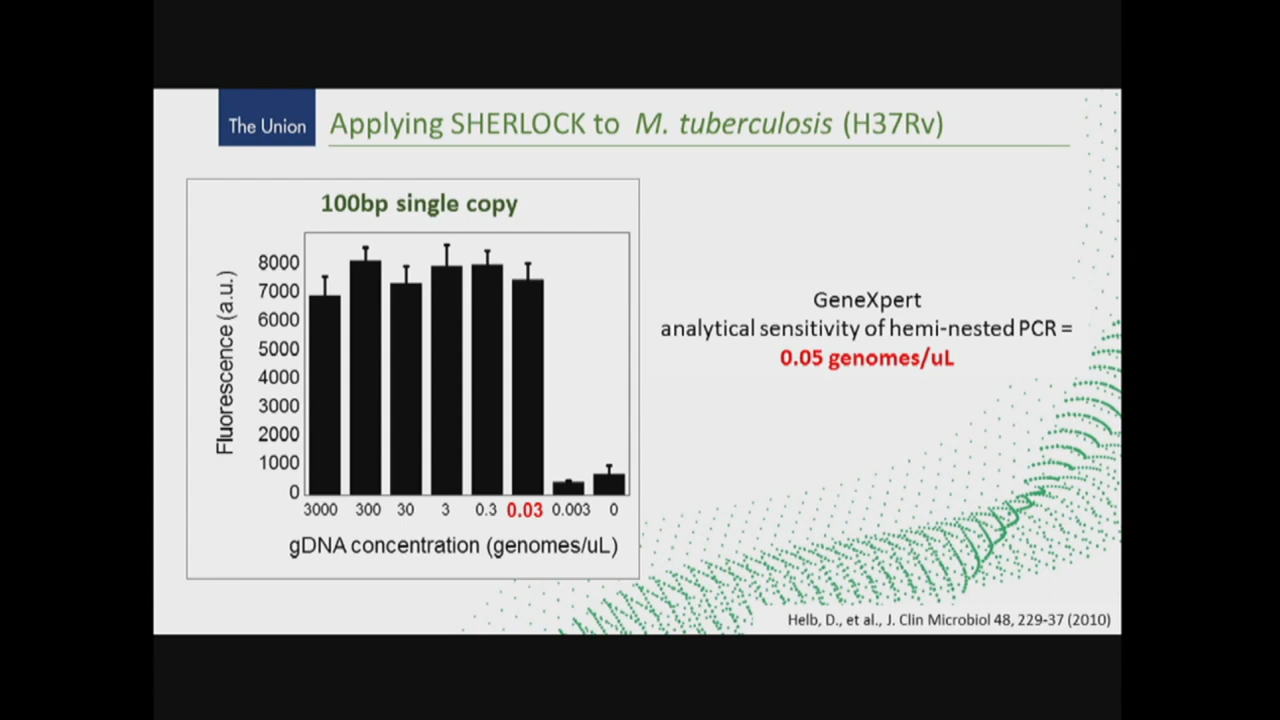 The Union
Applying SHERLOCK to M. tuberculosis (H37Rv)
100bp single copy
Fluorescence (a.u.)
8000
7000
6000
5000
4000
3000
2000
1000
0
3000 300 30 3 0.3 0.03 0.003 0
gDNA concentration (genomes/uL)
GeneXpert
analytical sensitivity of hemi-nested PCR =
0.05 genomes/uL
Helb, D., et al., J. Clin Microbiol 48, 229-37 (2010)